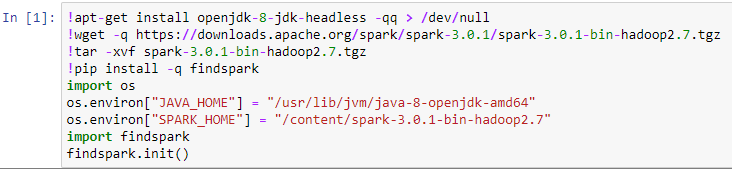 In [1]: !apt-get install openjdk-8-jdk-headless -qq > /dev/null
!wget -q https://downloads.apache.org/spark/spark-3.0.1/spark-3.0.1-bin-hadoop2.7.tgz
!tar -xvf spark-3.0.1-bin-hadoop2.7.tgz
!pip install -q findspark
import os
os.environ["JAVA_HOME"] = "/usr/lib/jvm/java-8-openjdk-amd64"
os.environ["SPARK_HOME"] = "/content/spark-3.0.1-bin-hadoop2.7"
import findspark
findspark.init()